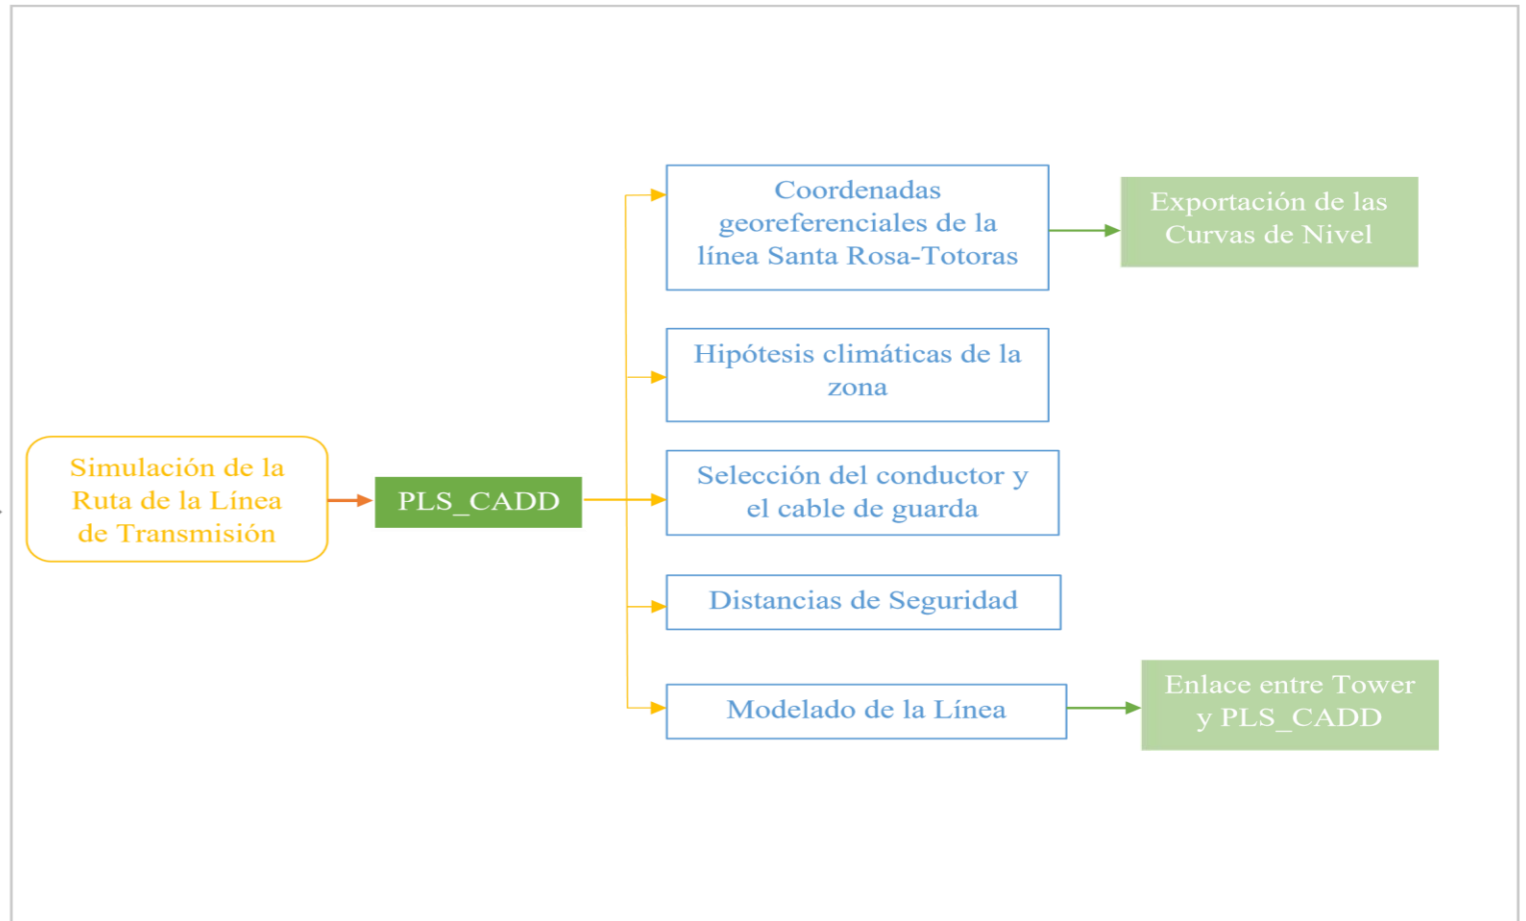 Coordenadas
georeferenciales de la
línea Santa Rosa-Totoras
Exportación de las
Curvas de Nivel
Hipótesis climáticas de la
zona
Simulación de la
Ruta de la Línea
de Transmisión
PLS_CADD
Selección del conductor y
el cable de guarda
Distancias de Seguridad
Modelado de la Línea
Enlace entre Tower
y PLS_CADD